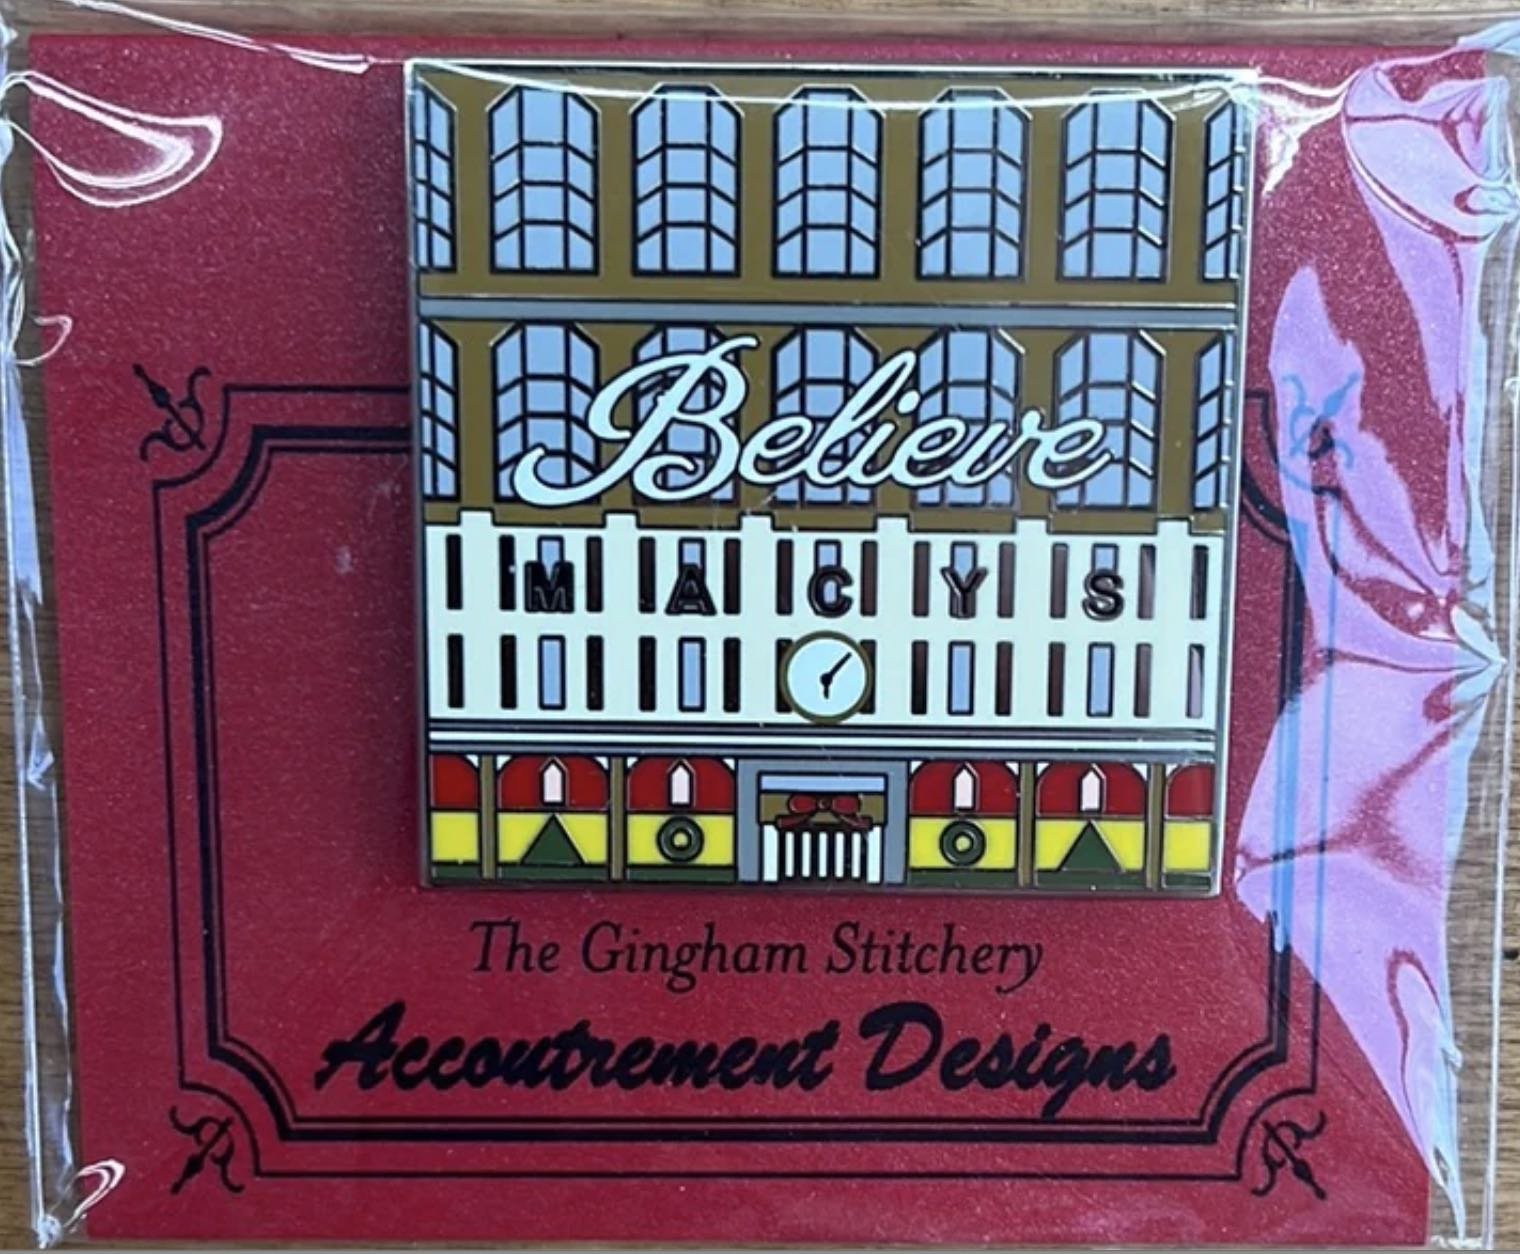 Believe
MACYS
The Gingham Stitchery
Accoutrement Designs